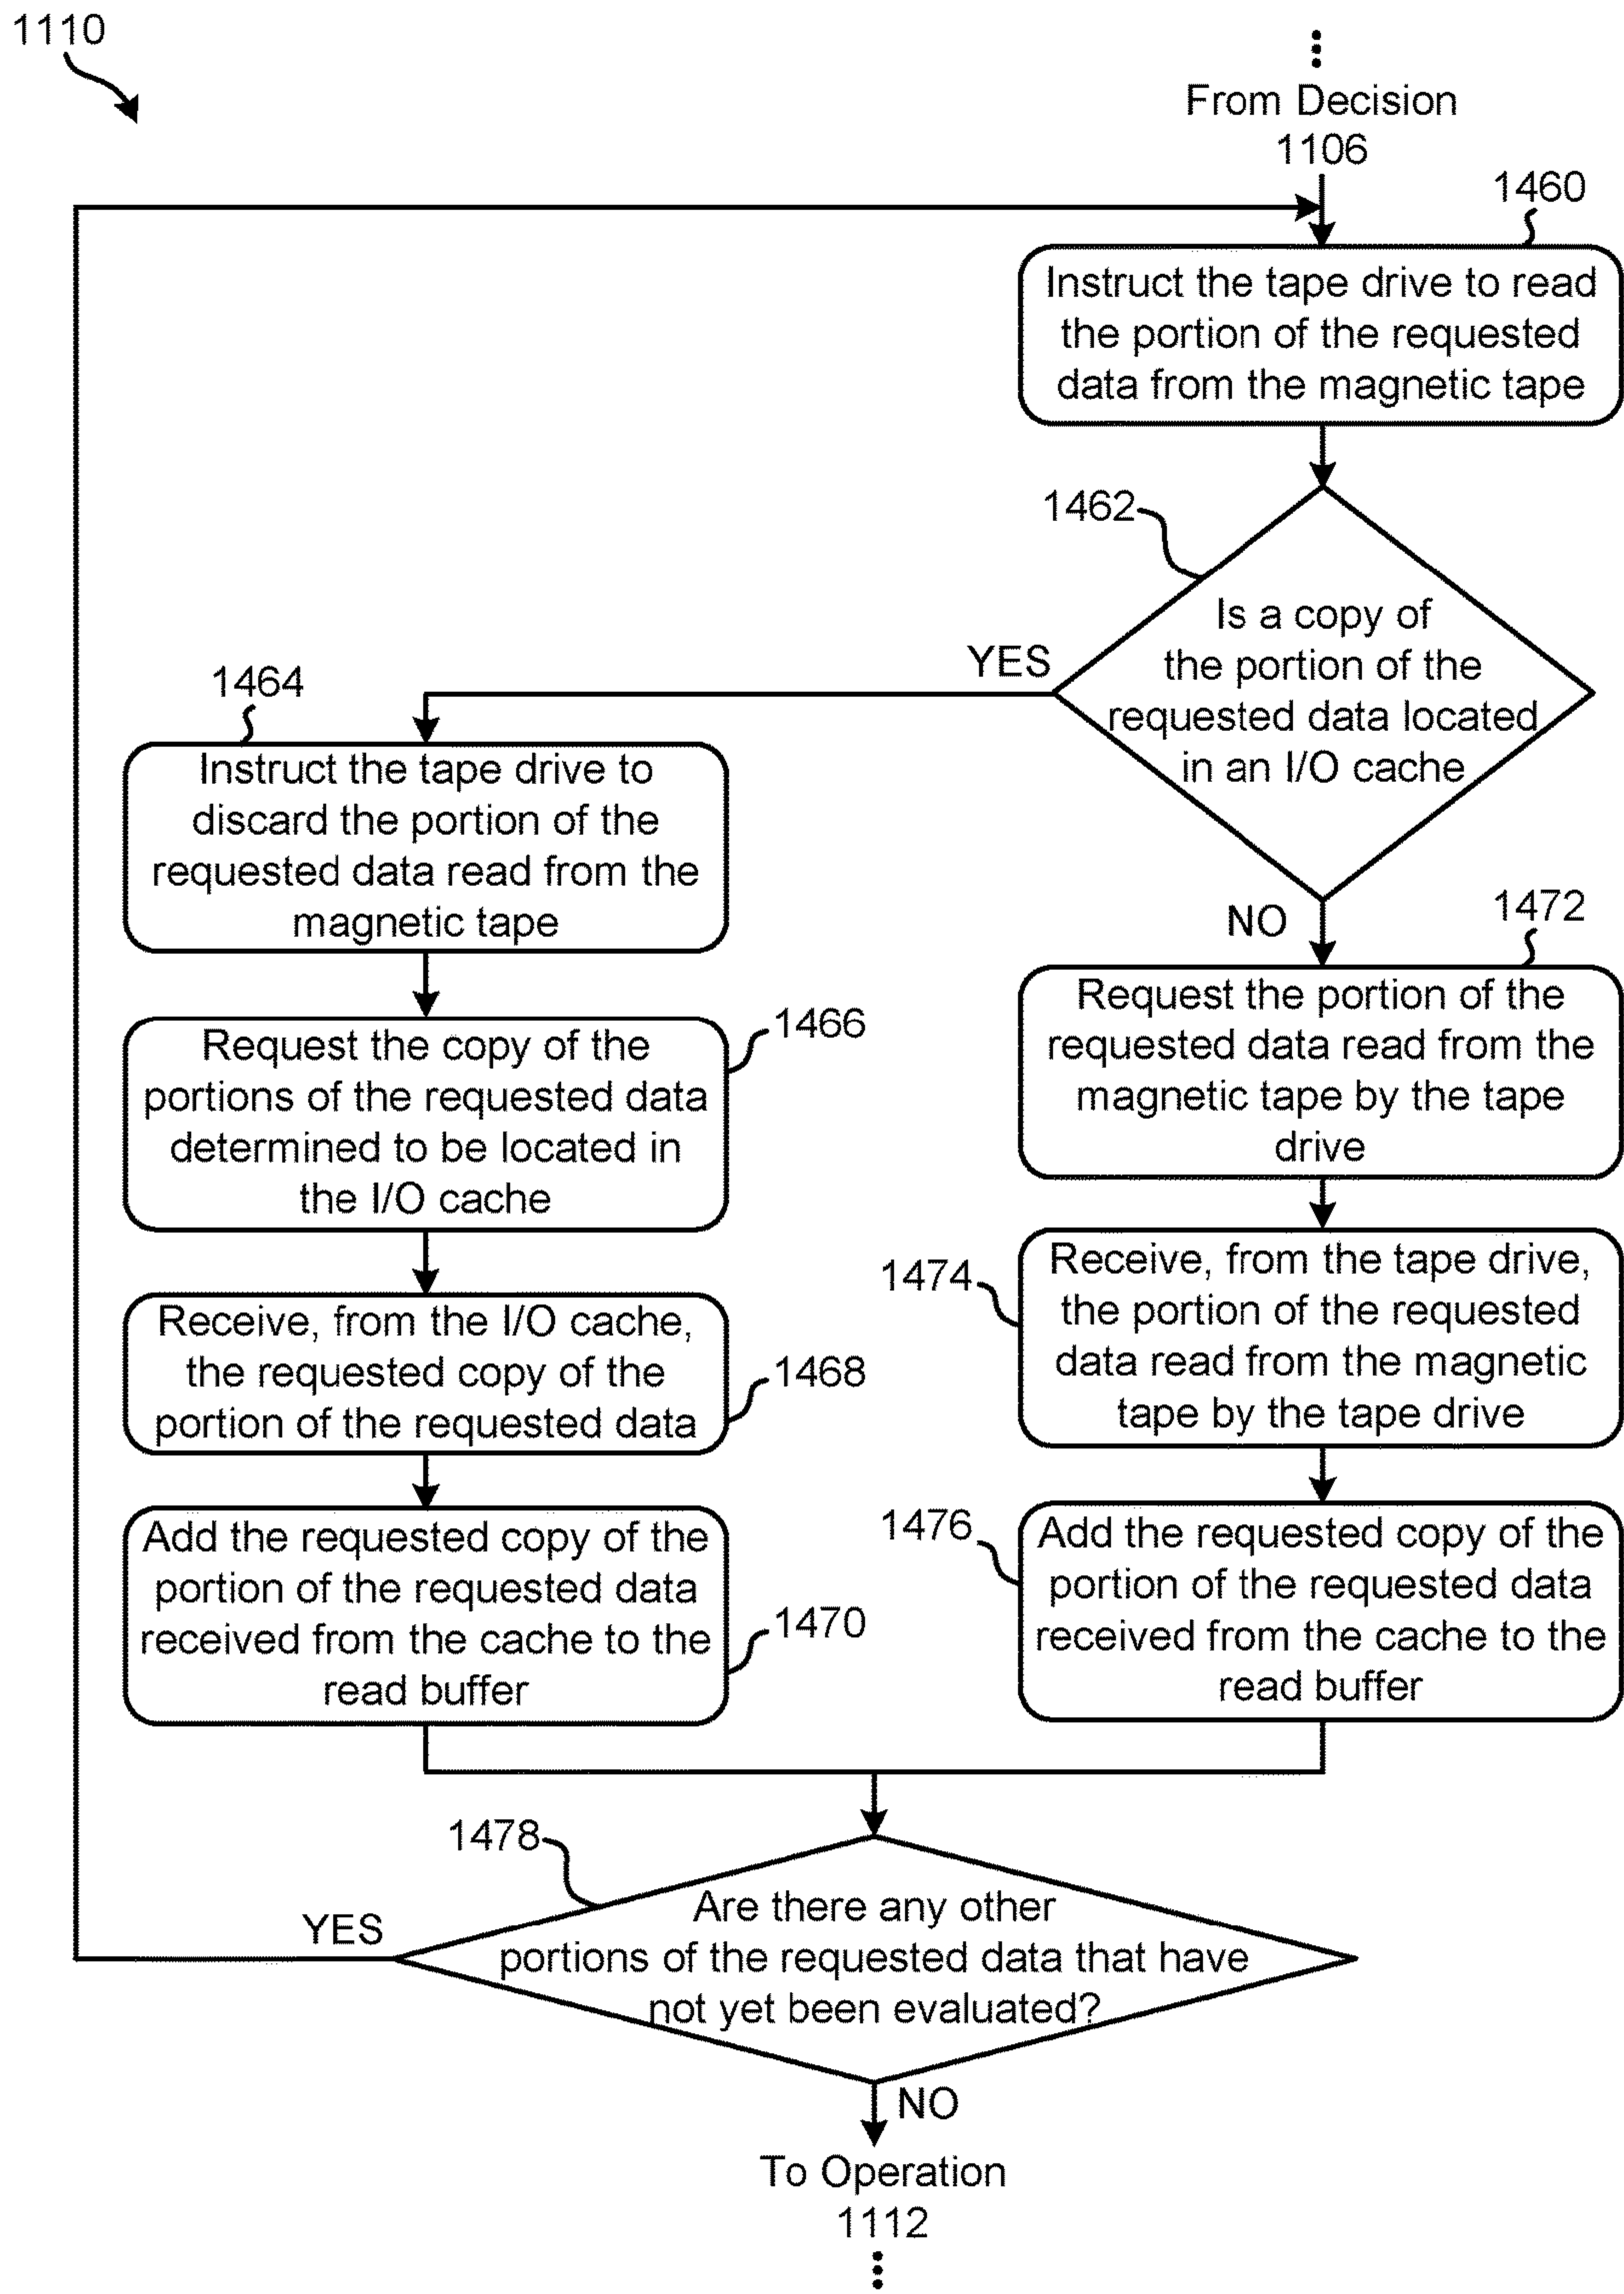 1110
From Decision
1106
1460
Instruct the tape drive to read
the portion of the requested
data from the magnetic tape
1462
Is a copy of
the portion of the
requested data located
in an I/O cache
YES
NO
1464
Instruct the tape drive to
discard the portion of the
requested data read from the
magnetic tape
1466
Request the copy of the
portions of the requested data
determined to be located in
the I/O cache
1468
Receive, from the I/O cache,
the requested copy of the
portion of the requested data
1470
Add the requested copy of the
portion of the requested data
received from the cache to the
read buffer
1472
Request the portion of the
requested data read from the
magnetic tape by the tape
drive
1474
Receive, from the tape drive,
the portion of the requested
data read from the magnetic
tape by the tape drive
1476
Add the requested copy of the
portion of the requested data
received from the cache to the
read buffer
1478
Are there any other
portions of the requested data that have
not yet been evaluated?
YES
NO
To Operation
1112